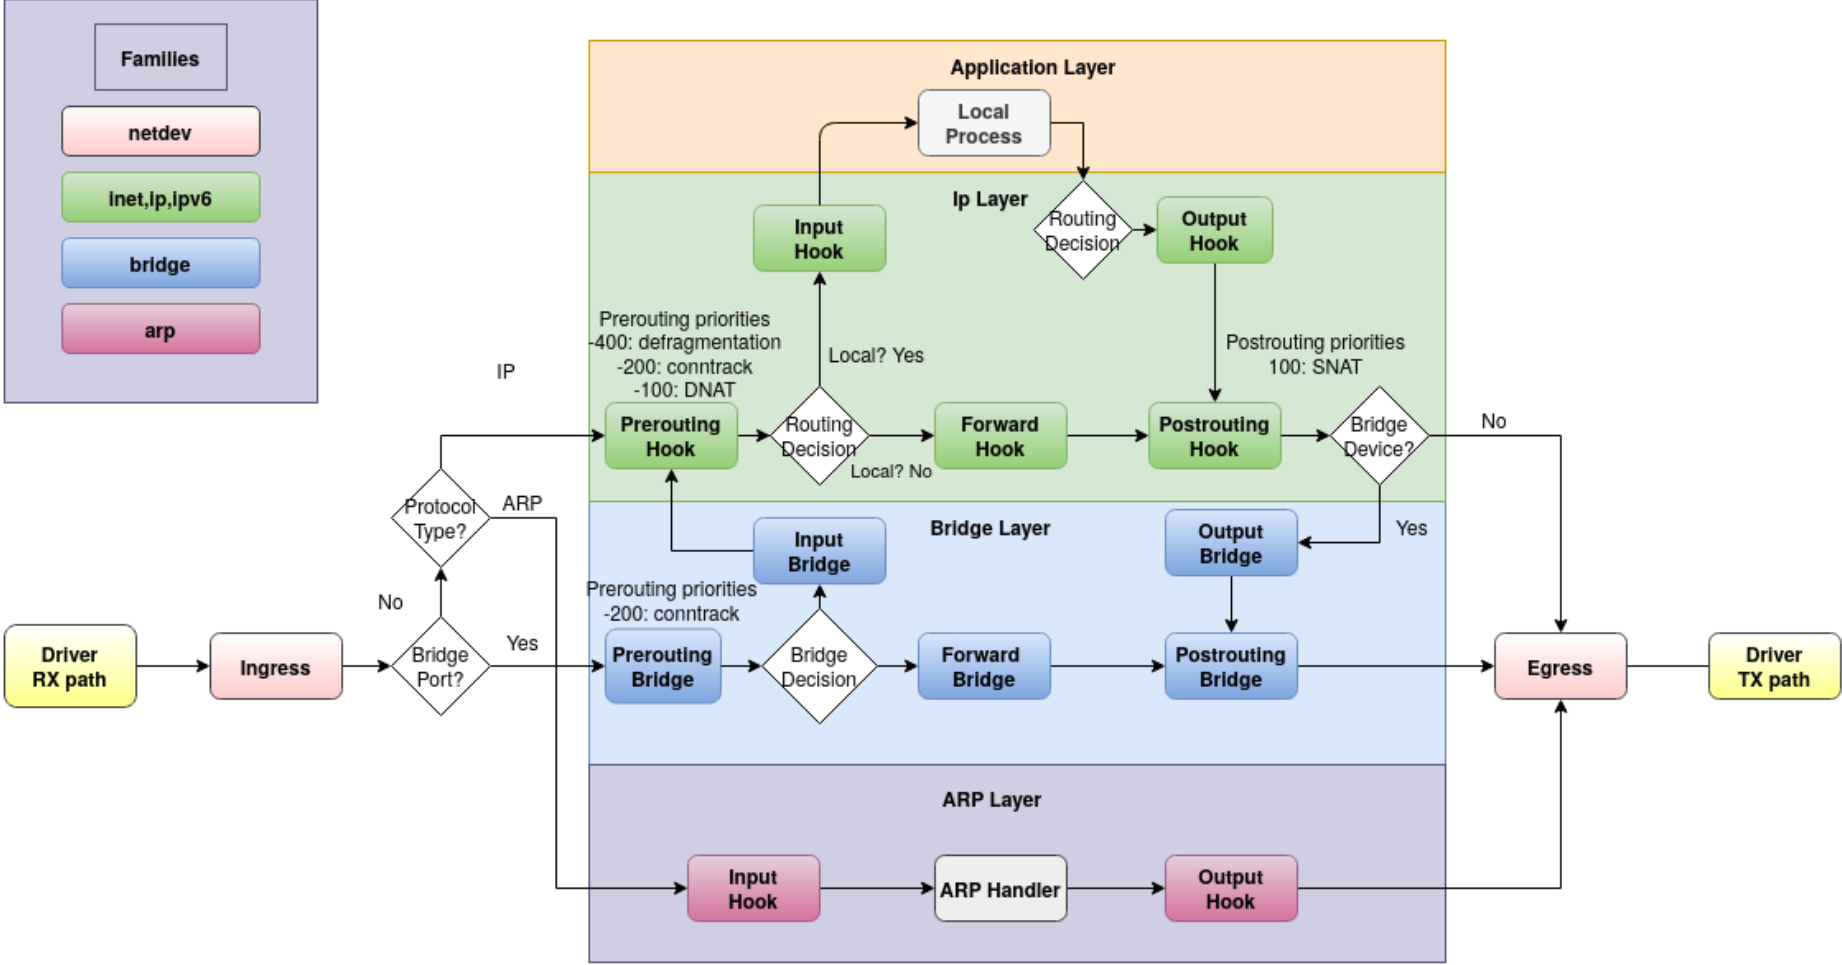 Families
netdev
inet,ip,ipv6
bridge
arp
Application Layer
Local
Process
Ip Layer
Routing
Decision
Output
Hook
Input
Hook
Prerouting priorities
-400: defragmentation
-200: conntrack
-100: DNAT
Local? Yes
Postrouting priorities
100: SNAT
IP
Prerouting
Hook
Routing
Decision
Local? No
Forward
Hook
Postrouting
Hook
Bridge
Device?
No
Protocol
Type?
ARP
Bridge Layer
Input
Bridge
Output
Bridge
Yes
Prerouting priorities
-200: conntrack
No
Driver
RX path
Ingress
Bridge
Port?
Yes
Prerouting
Bridge
Bridge
Decision
Forward
Bridge
Postrouting
Bridge
Egress
Driver
TX path
ARP Layer
Input
Hook
ARP Handler
Output
Hook